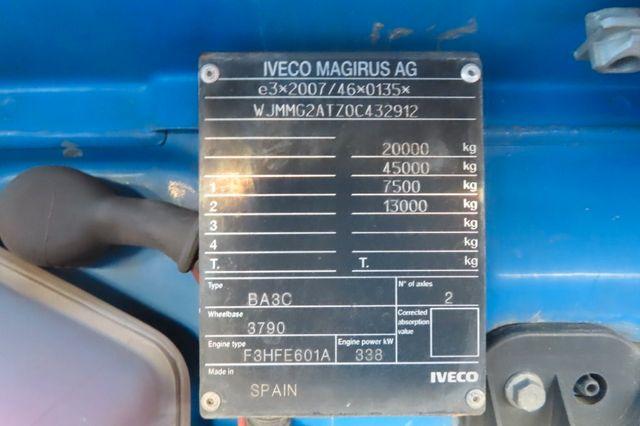 IVECO MAGIRUS AG
e3*2007/46*0135*
WJMMG2ATZ0C432912
20000 kg
45000 kg
1 7500 kg
2 13000 kg
3 kg
4 kg
T. T. kg
Type BA3C N° of axles 2
Wheelbase 3790 Corrected absorption value
Engine type F3HFE601A Engine power kW 338
Made in SPAIN IVECO